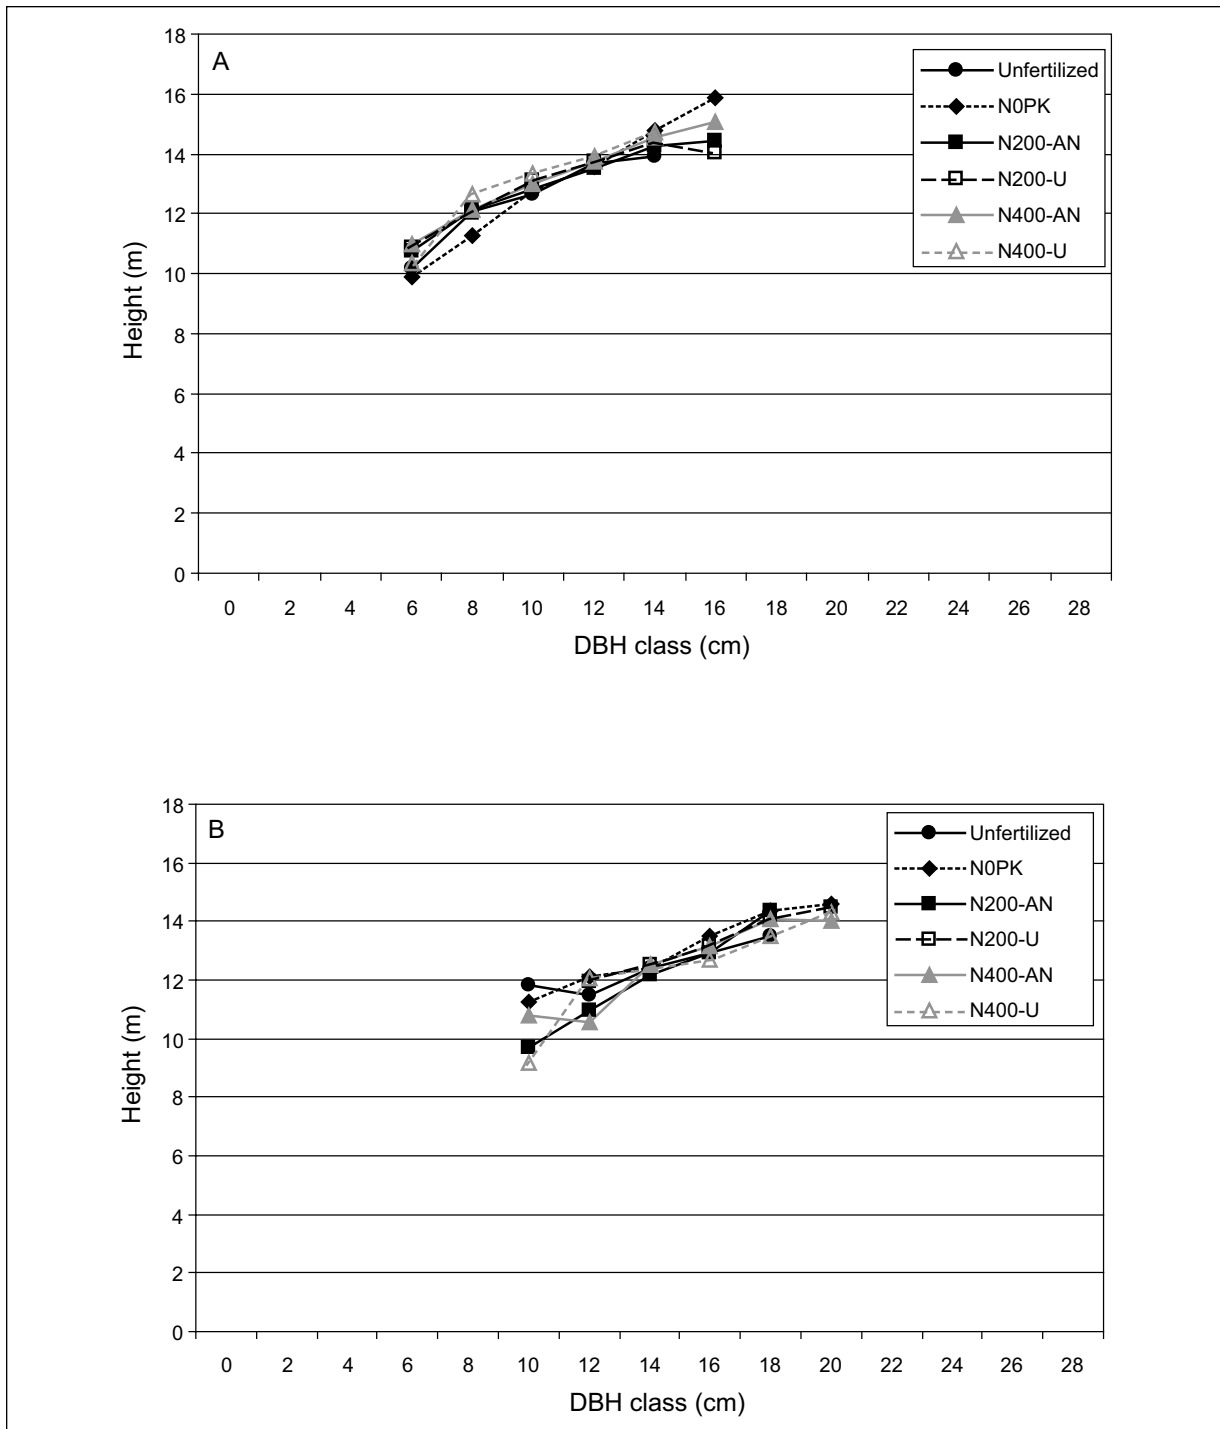 A
18
16
14
12
10
8
6
4
2
0
Height (m)
Unfertilized
N0PK
N200-AN
N200-U
N400-AN
N400-U
0 2 4 6 8 10 12 14 16 18 20 22 24 26 28
DBH class (cm)
B
18
16
14
12
10
8
6
4
2
0
Height (m)
Unfertilized
N0PK
N200-AN
N200-U
N400-AN
N400-U
0 2 4 6 8 10 12 14 16 18 20 22 24 26 28
DBH class (cm)